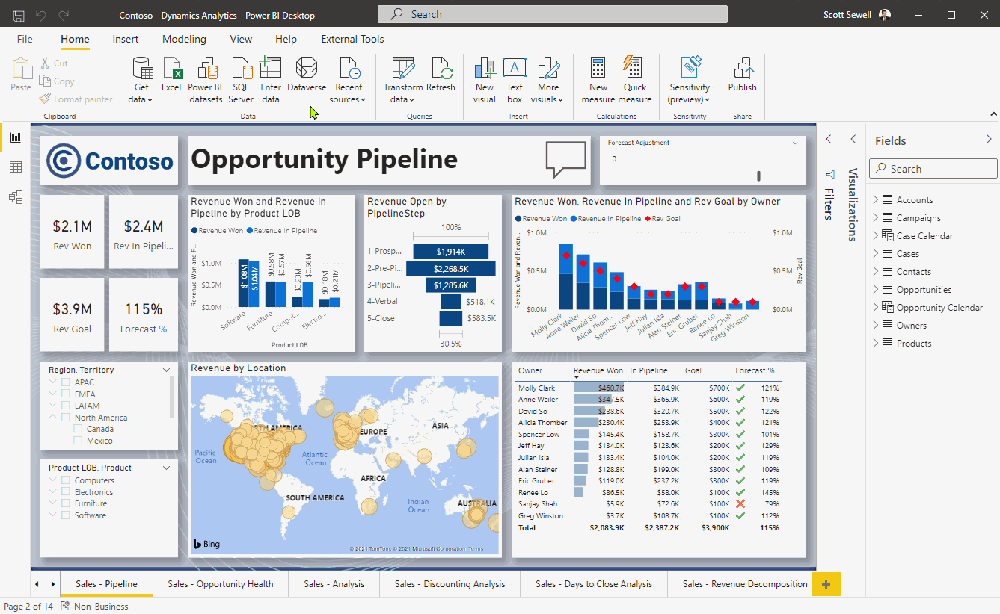 Contoso - Dynamics Analytics - Power BI Desktop
Search
Scott Sewell
File Home Insert Modeling View Help External Tools
Paste
Cut
Copy
Format painter
Clipboard
Get data
Excel
Power BI datasets
SQL Server
Enter data
Dataverse
Recent sources
Data
Transform data
Refresh
Queries
New visual
Text box
More visuals
Insert
New measure
Quick measure
Calculations
Sensitivity (preview)
Sensitivity
Publish
Share
Contoso
Opportunity Pipeline
Forecast Adjustment
0
$2.1M
Rev Won
$2.4M
Rev In Pipeli...
$3.9M
Rev Goal
115%
Forecast %
Revenue Won and Revenue In
Pipeline by Product LOB
Revenue Won Revenue In Pipeline
Revenue Won and R...
$1.0M
$0.5M
$0.0M
$1.08M
$1.04M
$0.58M
$0.57M
$0.23M
$0.56M
$0.18M
$0.21M
Software
Furniture
Comput...
Electro...
Product LOB
Revenue Open by
PipelineStep
100%
1-Prosp... $1,914K
2-Pre-Pi... $2,268.5K
3-Pipeli... $1,285.6K
4-Verbal $518.1K
5-Close $583.5K
30.5%
Revenue Won, Revenue In Pipeline and Rev Goal by Owner
Revenue Won Revenue In Pipeline Rev Goal
Revenue Won and Reven...
$1.0M
$0.5M
$0.0M
$1.0M
$0.5M
$0.0M
Rev Goal
Molly Clark
Anne Weiler
David So
Alicia Thom...
Spencer Low
Jeff Hay
Julian Isla
Alan Steiner
Eric Gruber
Renee Lo
Sanjay Shah
Greg Winston
Region, Territory
APAC
EMEA
LATAM
North America
Canada
Mexico
Product LOB, Product
Computers
Electronics
Furniture
Software
Revenue by Location
NORTH AMERICA
EUROPE
ASIA
Pacific
Ocean
Atlantic
Ocean
AFRICA
SOUTH AMERICA
Indian
Ocean
AUSTRALIA
Bing
© 2021 TomTom, © 2021 Microsoft Corporation Terms
Owner Revenue Won In Pipeline Goal Forecast %
Molly Clark $460.7K $384.9K $700K 121%
Anne Weiler $347.5K $365.9K $600K 119%
David So $288.6K $320.7K $500K 122%
Alicia Thomber $230.4K $253.9K $400K 121%
Spencer Low $145.4K $158.7K $300K 101%
Jeff Hay $134.0K $123.6K $200K 129%
Julian Isla $133.4K $104.0K $200K 119%
Alan Steiner $128.8K $199.0K $300K 109%
Eric Gruber $119.0K $237.2K $300K 119%
Renee Lo $86.5K $58.0K $100K 145%
Sanjay Shah $5.9K $72.6K $100K 79%
Greg Winston $3.7K $108.7K $100K 112%
Total $2,083.9K $2,387.2K $3,900K 115%
Filters
Visualizations
Fields
Search
Accounts
Campaigns
Case Calendar
Cases
Contacts
Opportunities
Opportunity Calendar
Owners
Products
Sales - Pipeline
Sales - Opportunity Health
Sales - Analysis
Sales - Discounting Analysis
Sales - Days to Close Analysis
Sales - Revenue Decomposition
Page 2 of 14
Non-Business